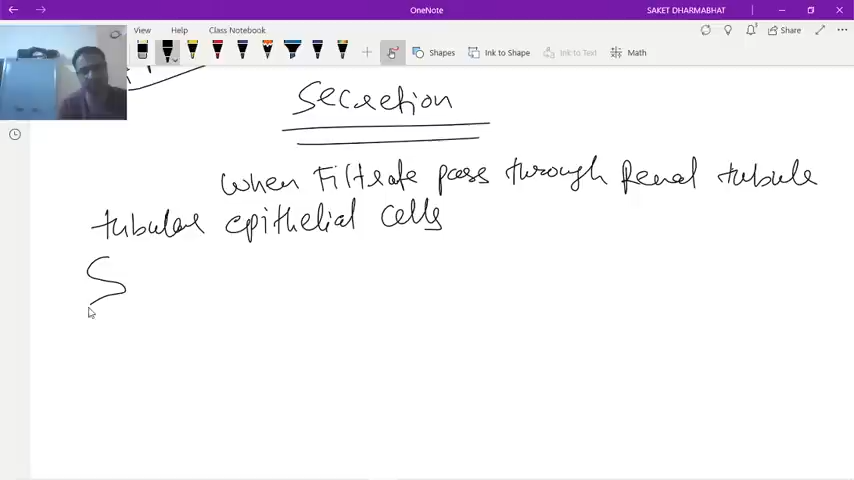 OneNote
SAKET DHARMABHAT
View Help Class Notebook
Share
Shapes Ink to Shape Ink to Text Math
Secretion
when Filtrate pass through Renal tubule
tubular epithelial cells
S